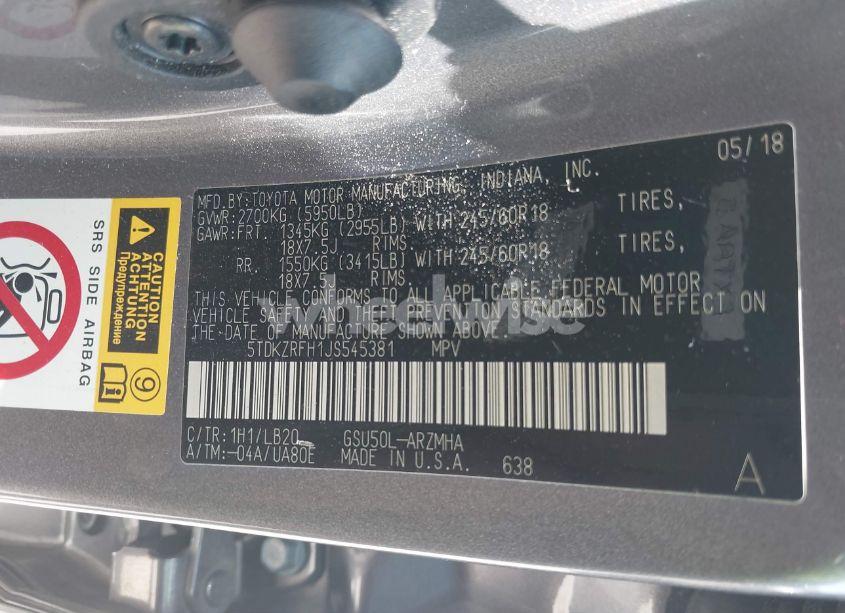 05/18
MFD.BY:TOYOTA MOTOR MANUFACTURING, INDIANA, INC.
GVWR:2700KG (5950LB)
GAWR:FRT. 1345KG (2955LB) WITH 245/60R18 TIRES,
18X7.5J RIMS.
RR 1550KG (3415LB) WITH 245/60R18 TIRES,
18X7.5J RIMS.
THIS VEHICLE CONFORMS TO ALL APPLICABLE FEDERAL MOTOR
VEHICLE SAFETY AND THEFT PREVENTION STANDARDS IN EFFECT ON
THE DATE OF MANUFACTURE SHOWN ABOVE.
5TDKZRFH1JS545381 MPV
C/TR:1H1/LB20 GSU50L-ARZMHA
A/TM:-04A/UA80E MADE IN U.S.A. 638
A
wheelwise
SRS SIDE AIRBAG
CAUTION
ATTENTION
ACHTUNG
Предупреждение
9